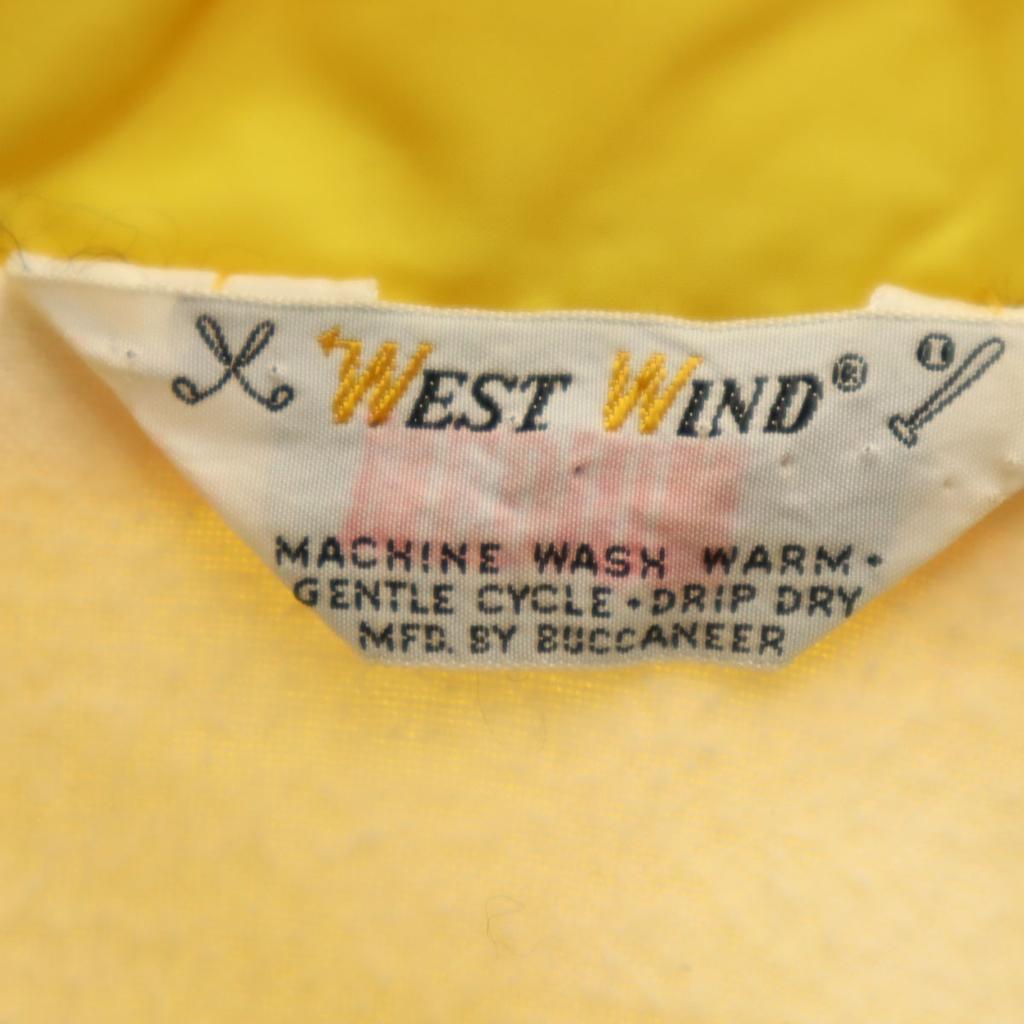 WEST WIND®
MACHINE WASH WARM •
GENTLE CYCLE • DRIP DRY
MFD. BY BUCCANEER